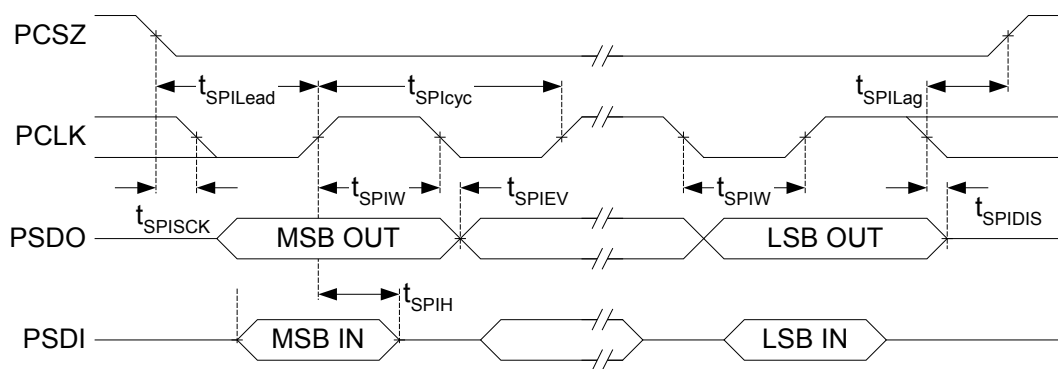 PCSZ
tSPILead
tSPIcyc
tSPILag
PCLK
tSPIW
tSPIEV
tSPIW
tSPISCK
tSPIDIS
PSDO
MSB OUT
LSB OUT
tSPIH
PSDI
MSB IN
LSB IN